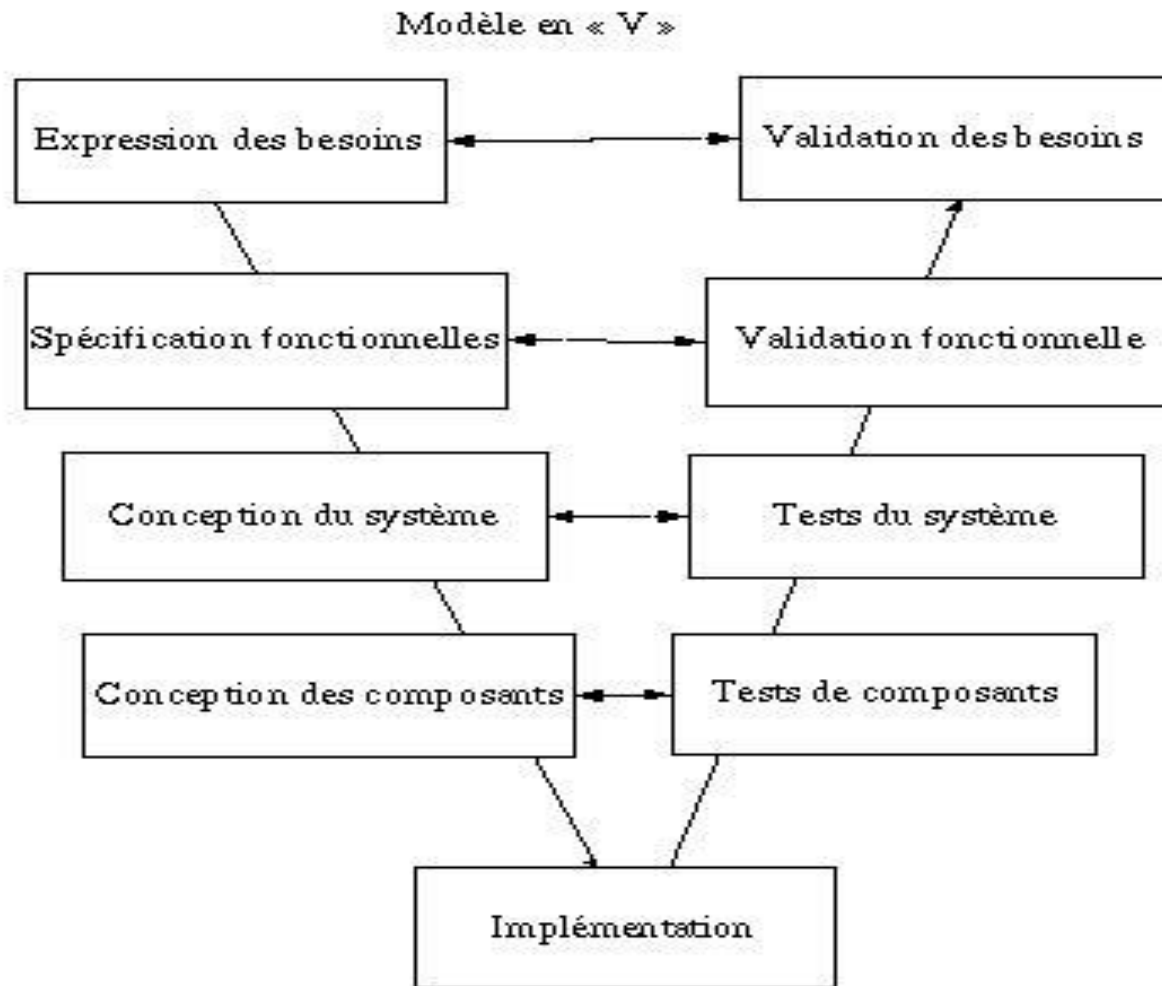 Modèle en « V »
Expression des besoins
Validation des besoins
Spécification fonctionnelles
Validation fonctionnelle
Conception du système
Tests du système
Conception des composants
Tests de composants
Implémentation